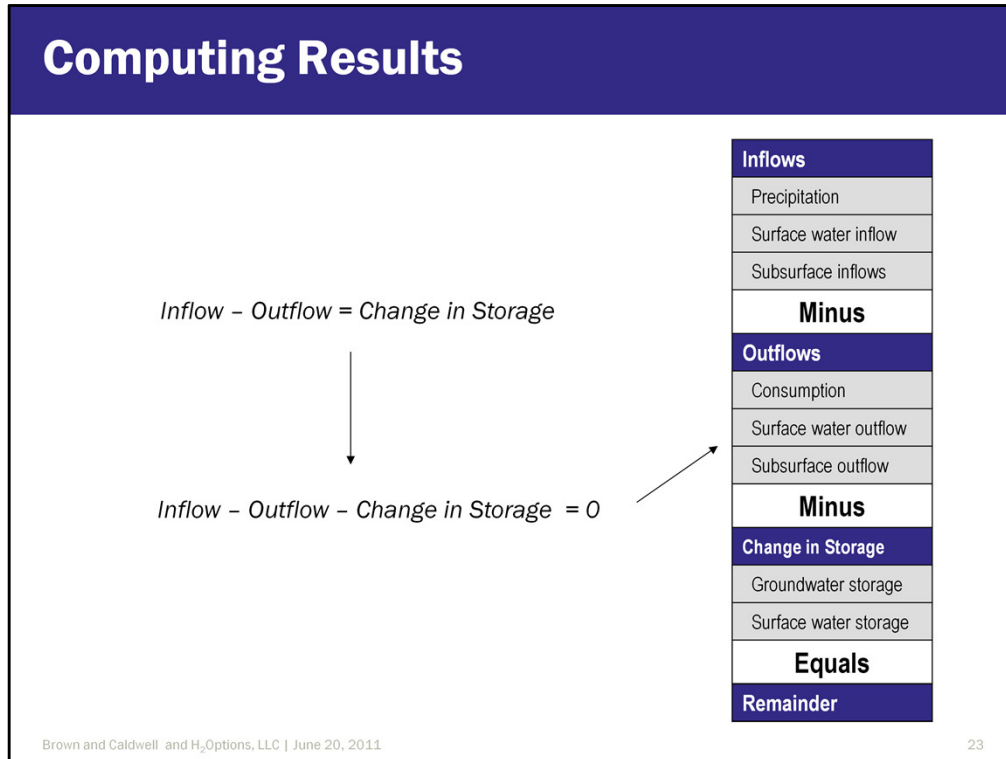 Computing Results
Inflow – Outflow = Change in Storage
Inflow – Outflow – Change in Storage = 0
Inflows
Precipitation
Surface water inflow
Subsurface inflows
Minus
Outflows
Consumption
Surface water outflow
Subsurface outflow
Minus
Change in Storage
Groundwater storage
Surface water storage
Equals
Remainder
Brown and Caldwell and H₂Options, LLC | June 20, 2011
23